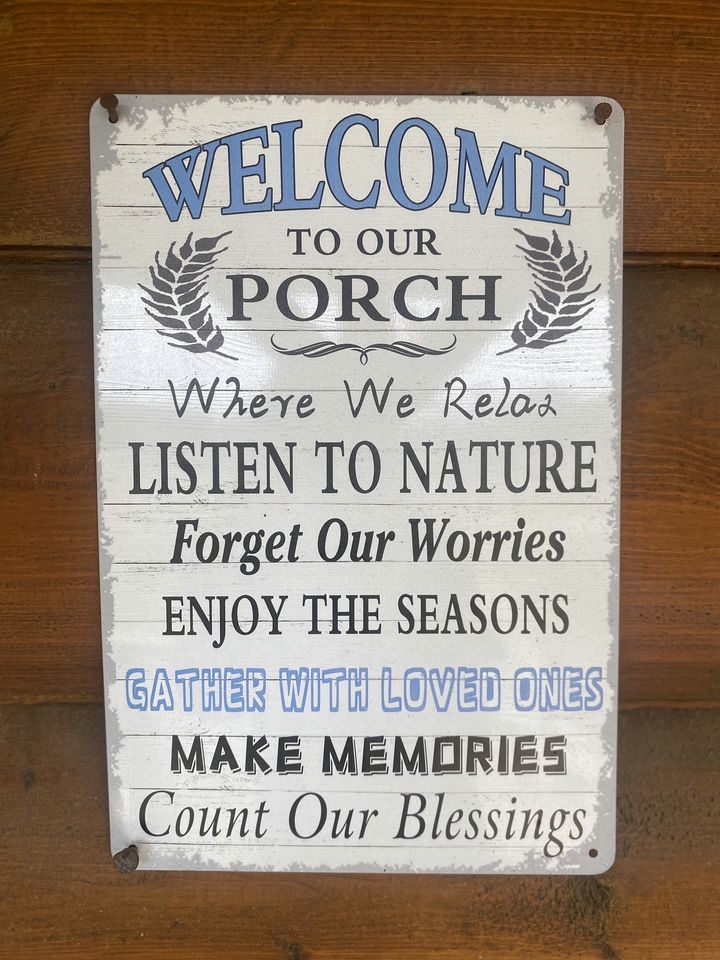 WELCOME
TO OUR
PORCH
Where We Relax
LISTEN TO NATURE
Forget Our Worries
ENJOY THE SEASONS
GATHER WITH LOVED ONES
MAKE MEMORIES
Count Our Blessings